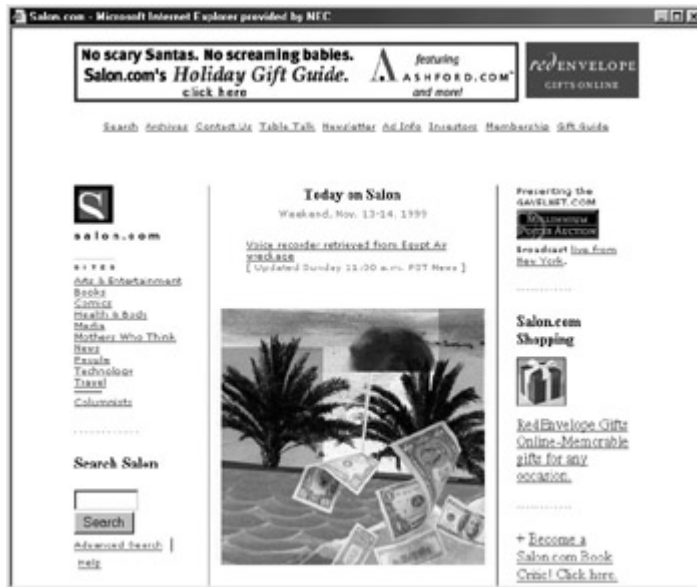 Salon.com - Microsoft Internet Explorer provided by NEC
No scary Santas. No screaming babies.
Salon.com's Holiday Gift Guide.
click here
featuring
ASHFORD.COM
and more!
redENVELOPE
GIFTS ONLINE
Search Archives Contact Us Table Talk Newsletter Ad Info Investors Membership Gift Guide
S
salon.com
SITES
Arts & Entertainment
Books
Comics
Health & Body
Media
Mothers Who Think
News
People
Technology
Travel
Columnists
Search Salon
Search
Advanced Search |
Help
Today on Salon
Weekend, Nov. 13-14, 1999
Voice recorder retrieved from Egypt Air
wreckage
[ Updated Sunday 11:00 a.m. PST News ]
Presenting the
GAVELNET.COM
MILLENNIUM
POSTER AUCTION
Broadcast live from
New York.
Salon.com
Shopping
RedEnvelope Gifts
Online-Memorable
gifts for any
occasion.
+ Become a
Salon.com Book
Critic! Click here.